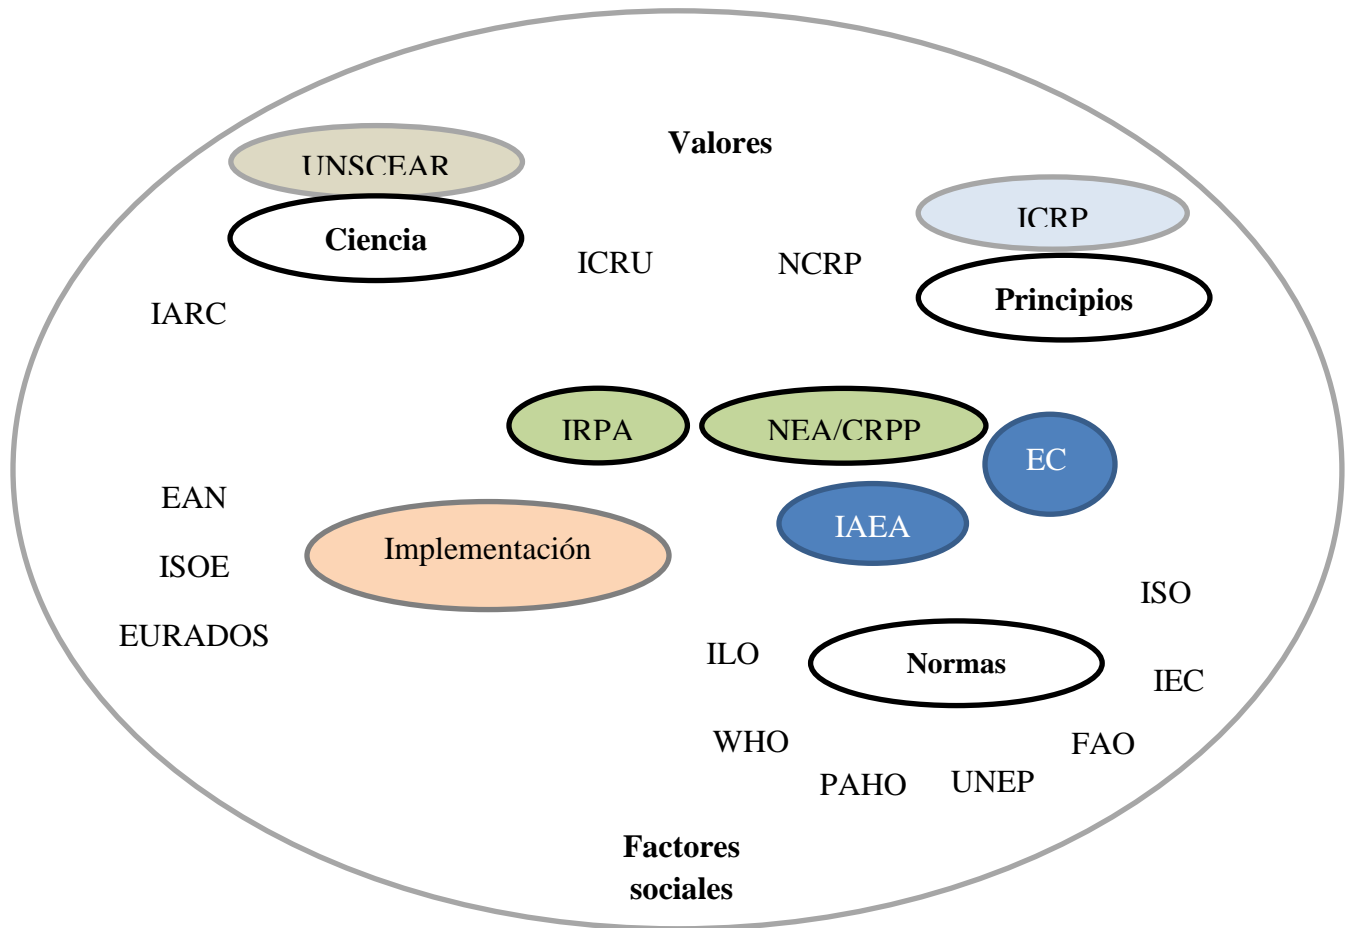 Valores
UNSCEAR
Ciencia
ICRP
ICRU
NCRP
Principios
IARC
IRPA
NEA/CRPP
EC
EAN
IAEA
Implementación
ISOE
ISO
EURADOS
ILO
Normas
IEC
WHO
FAO
PAHO
UNEP
Factores
sociales